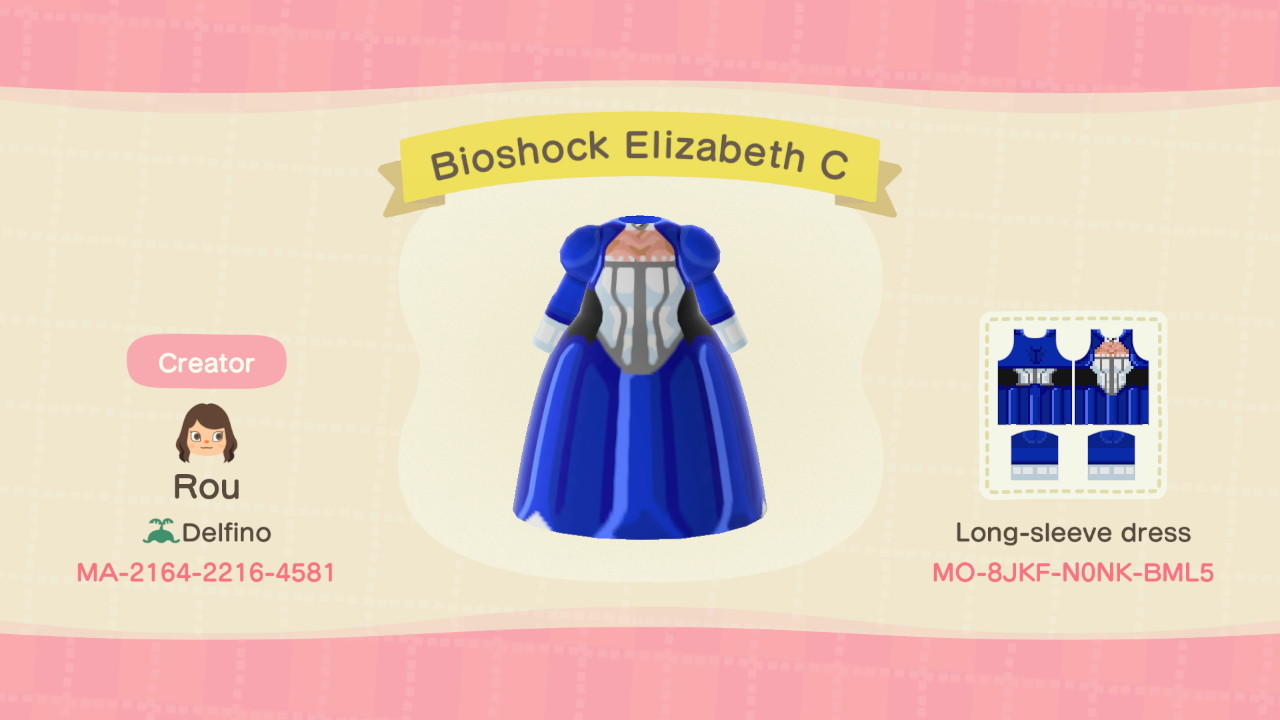 Bioshock Elizabeth C
Creator
Rou
Delfino
MA-2164-2216-4581
Long-sleeve dress
MO-8JKF-N0NK-BML5